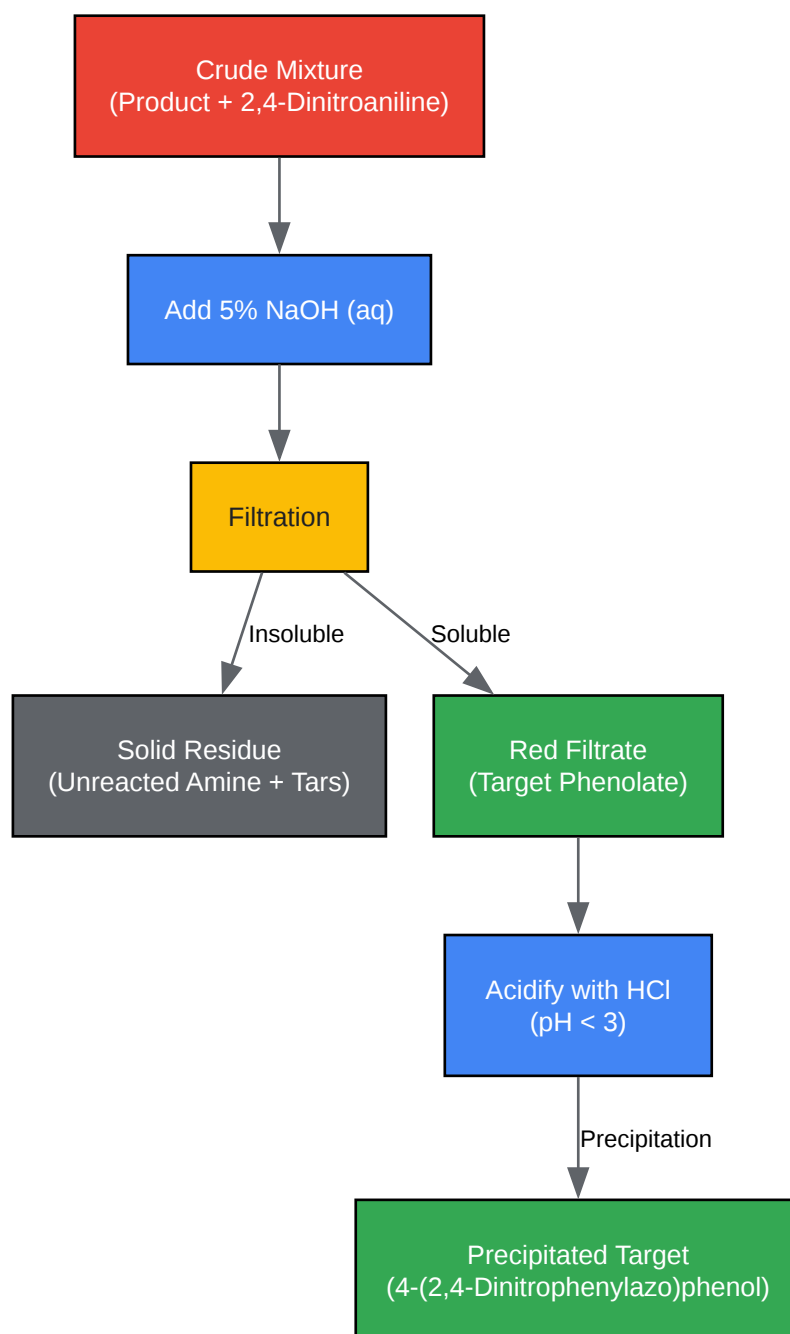 Crude Mixture
(Product + 2,4-Dinitroaniline)
Add 5% NaOH (aq)
Filtration
Insoluble
Soluble
Solid Residue
(Unreacted Amine + Tars)
Red Filtrate
(Target Phenolate)
Acidify with HCl
(pH < 3)
Precipitation
Precipitated Target
(4-(2,4-Dinitrophenylazo)phenol)